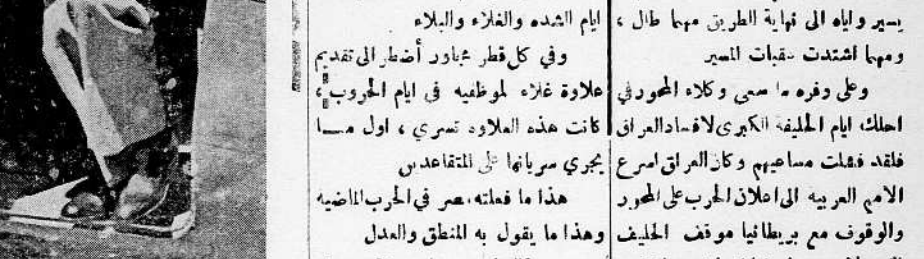 يسير واياه الى نهاية الطريق مهما طال ،
ومهما اشتدت عقبات السير
وعلى وفره ما سعى وكلاء المحور في
احلك ايام الحليفة الكبرى لافساد العراق
فلقد فشلت مساعيهم وكان العراق اسرع
الامم العربيه الى اعلان الحرب على المحور
والوقوف مع بريطانيا موقف الحليف
ايام الشده والغلاء والبلاء
وفي كل قطر مجاور أضطر الى تقديم
علاوة غلاء لموظفيه في ايام الحروب ،
كانت هذه العلاوه تسري ، اول مـــا
يجري سريانها على المتقاعدين
هذا ما فعلته مصر في الحرب الماضيه
وهذا ما يقول به المنطق والعدل